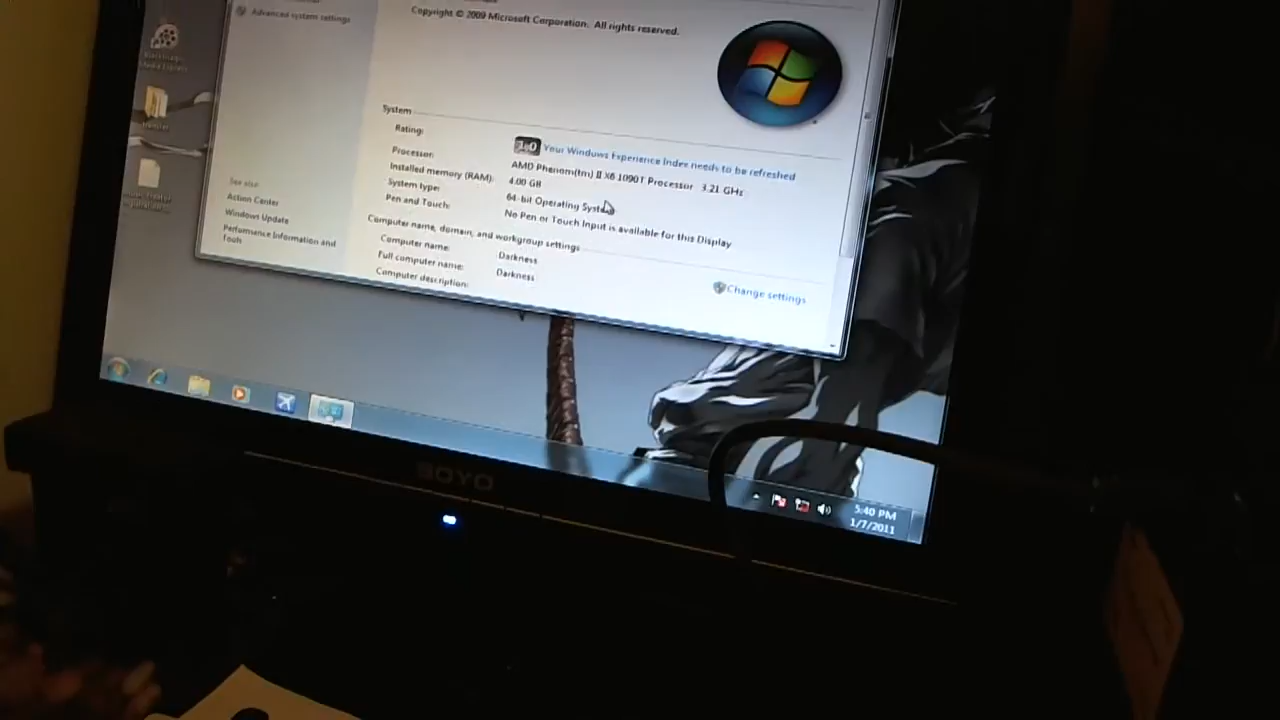 Advanced system settings
Copyright © 2009 Microsoft Corporation. All rights reserved.
System
Rating:
1.0 Your Windows Experience Index needs to be refreshed
Processor:
AMD Phenom(tm) II X6 1090T Processor 3.21 GHz
Installed memory (RAM):
4.00 GB
System type:
64-bit Operating System
Pen and Touch:
No Pen or Touch Input is available for this Display
Computer name, domain, and workgroup settings
Computer name:
Darkness
Full computer name:
Darkness
Computer description:
Change settings
See also
Action Center
Windows Update
Performance Information and
Tools
5:40 PM
1/7/2011
SOYO